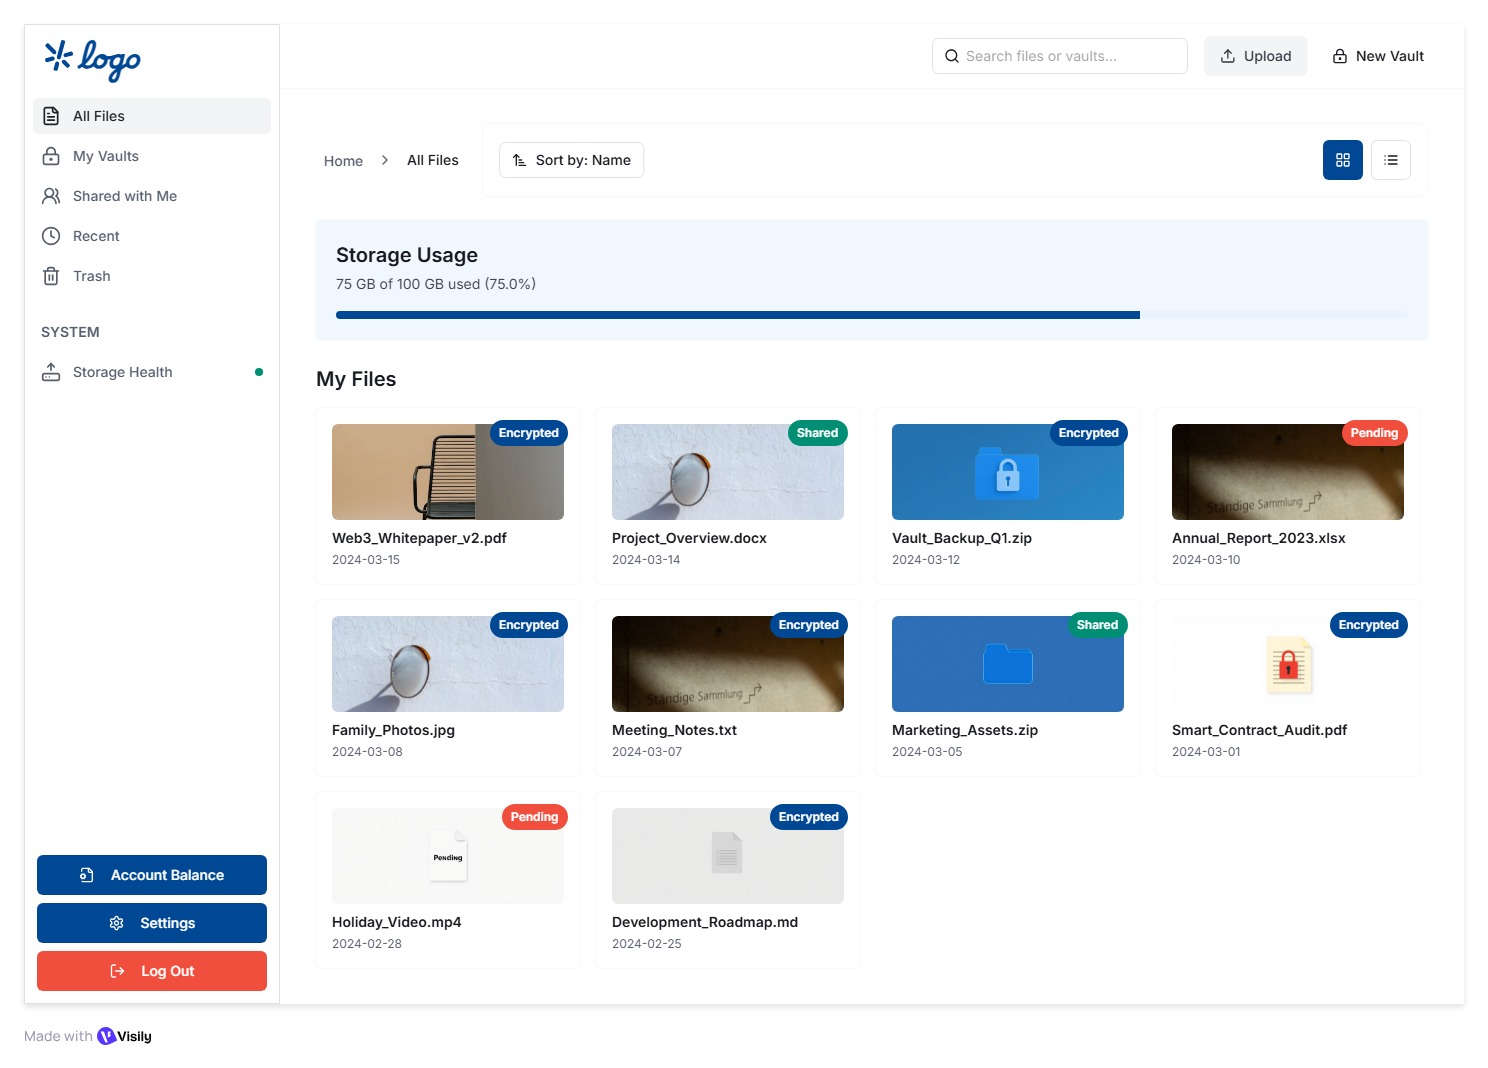 logo
Search files or vaults...
Upload
New Vault
All Files
My Vaults
Shared with Me
Recent
Trash
SYSTEM
Storage Health
Home
All Files
Sort by: Name
Storage Usage
75 GB of 100 GB used (75.0%)
My Files
Encrypted
Web3_Whitepaper_v2.pdf
2024-03-15
Shared
Project_Overview.docx
2024-03-14
Encrypted
Vault_Backup_Q1.zip
2024-03-12
Pending
Ständige Sammlung
Annual_Report_2023.xlsx
2024-03-10
Encrypted
Family_Photos.jpg
2024-03-08
Encrypted
Ständige Sammlung
Meeting_Notes.txt
2024-03-07
Shared
Marketing_Assets.zip
2024-03-05
Encrypted
Smart_Contract_Audit.pdf
2024-03-01
Pending
Pending
Holiday_Video.mp4
2024-02-28
Encrypted
Development_Roadmap.md
2024-02-25
Account Balance
Settings
Log Out
Made with Visily